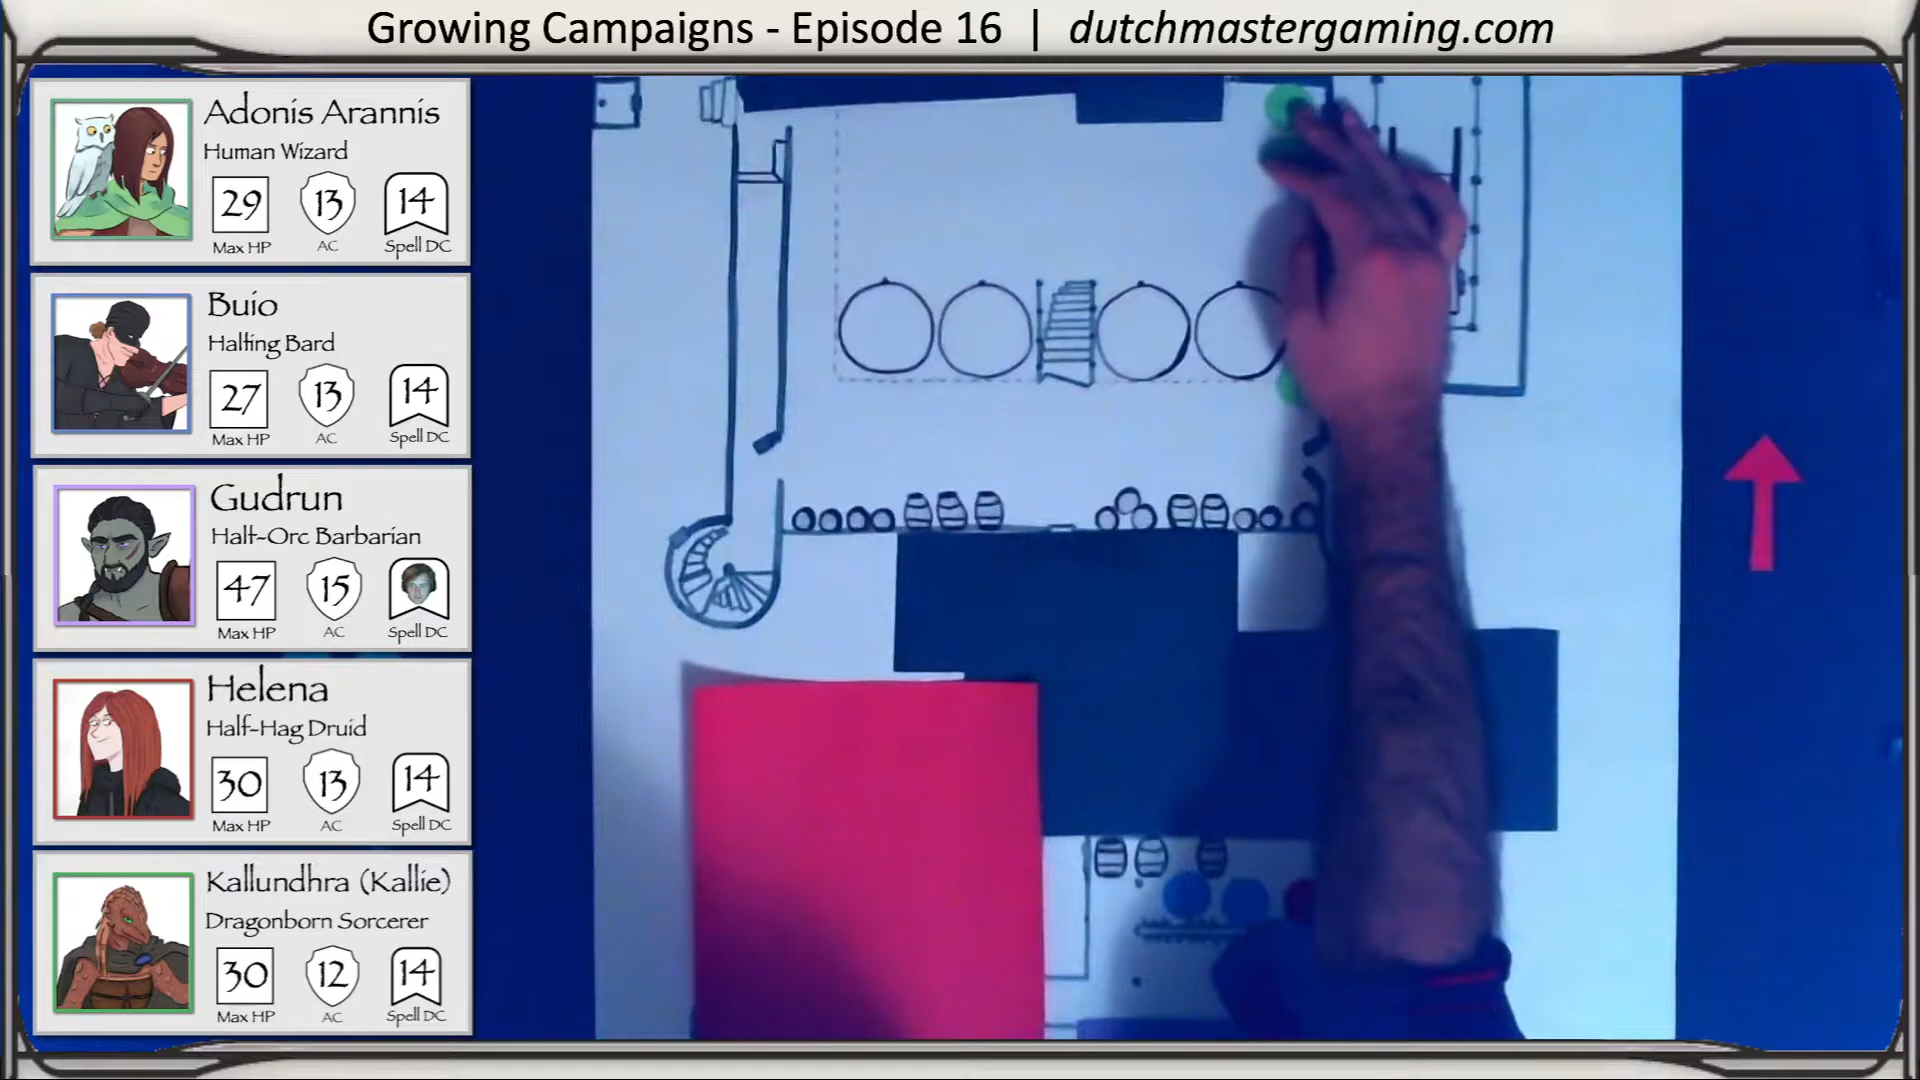 Growing Campaigns - Episode 16 | dutchmastergaming.com
Adonis Arannis
Human Wizard
29 13 14
Max HP AC Spell DC
Buio
Halfing Bard
27 13 14
Max HP AC Spell DC
Gudrun
Half-Orc Barbarian
47 15
Max HP AC Spell DC
Helena
Half-Hag Druid
30 13 14
Max HP AC Spell DC
Kallundhra (Kallie)
Dragonborn Sorcerer
30 12 14
Max HP AC Spell DC